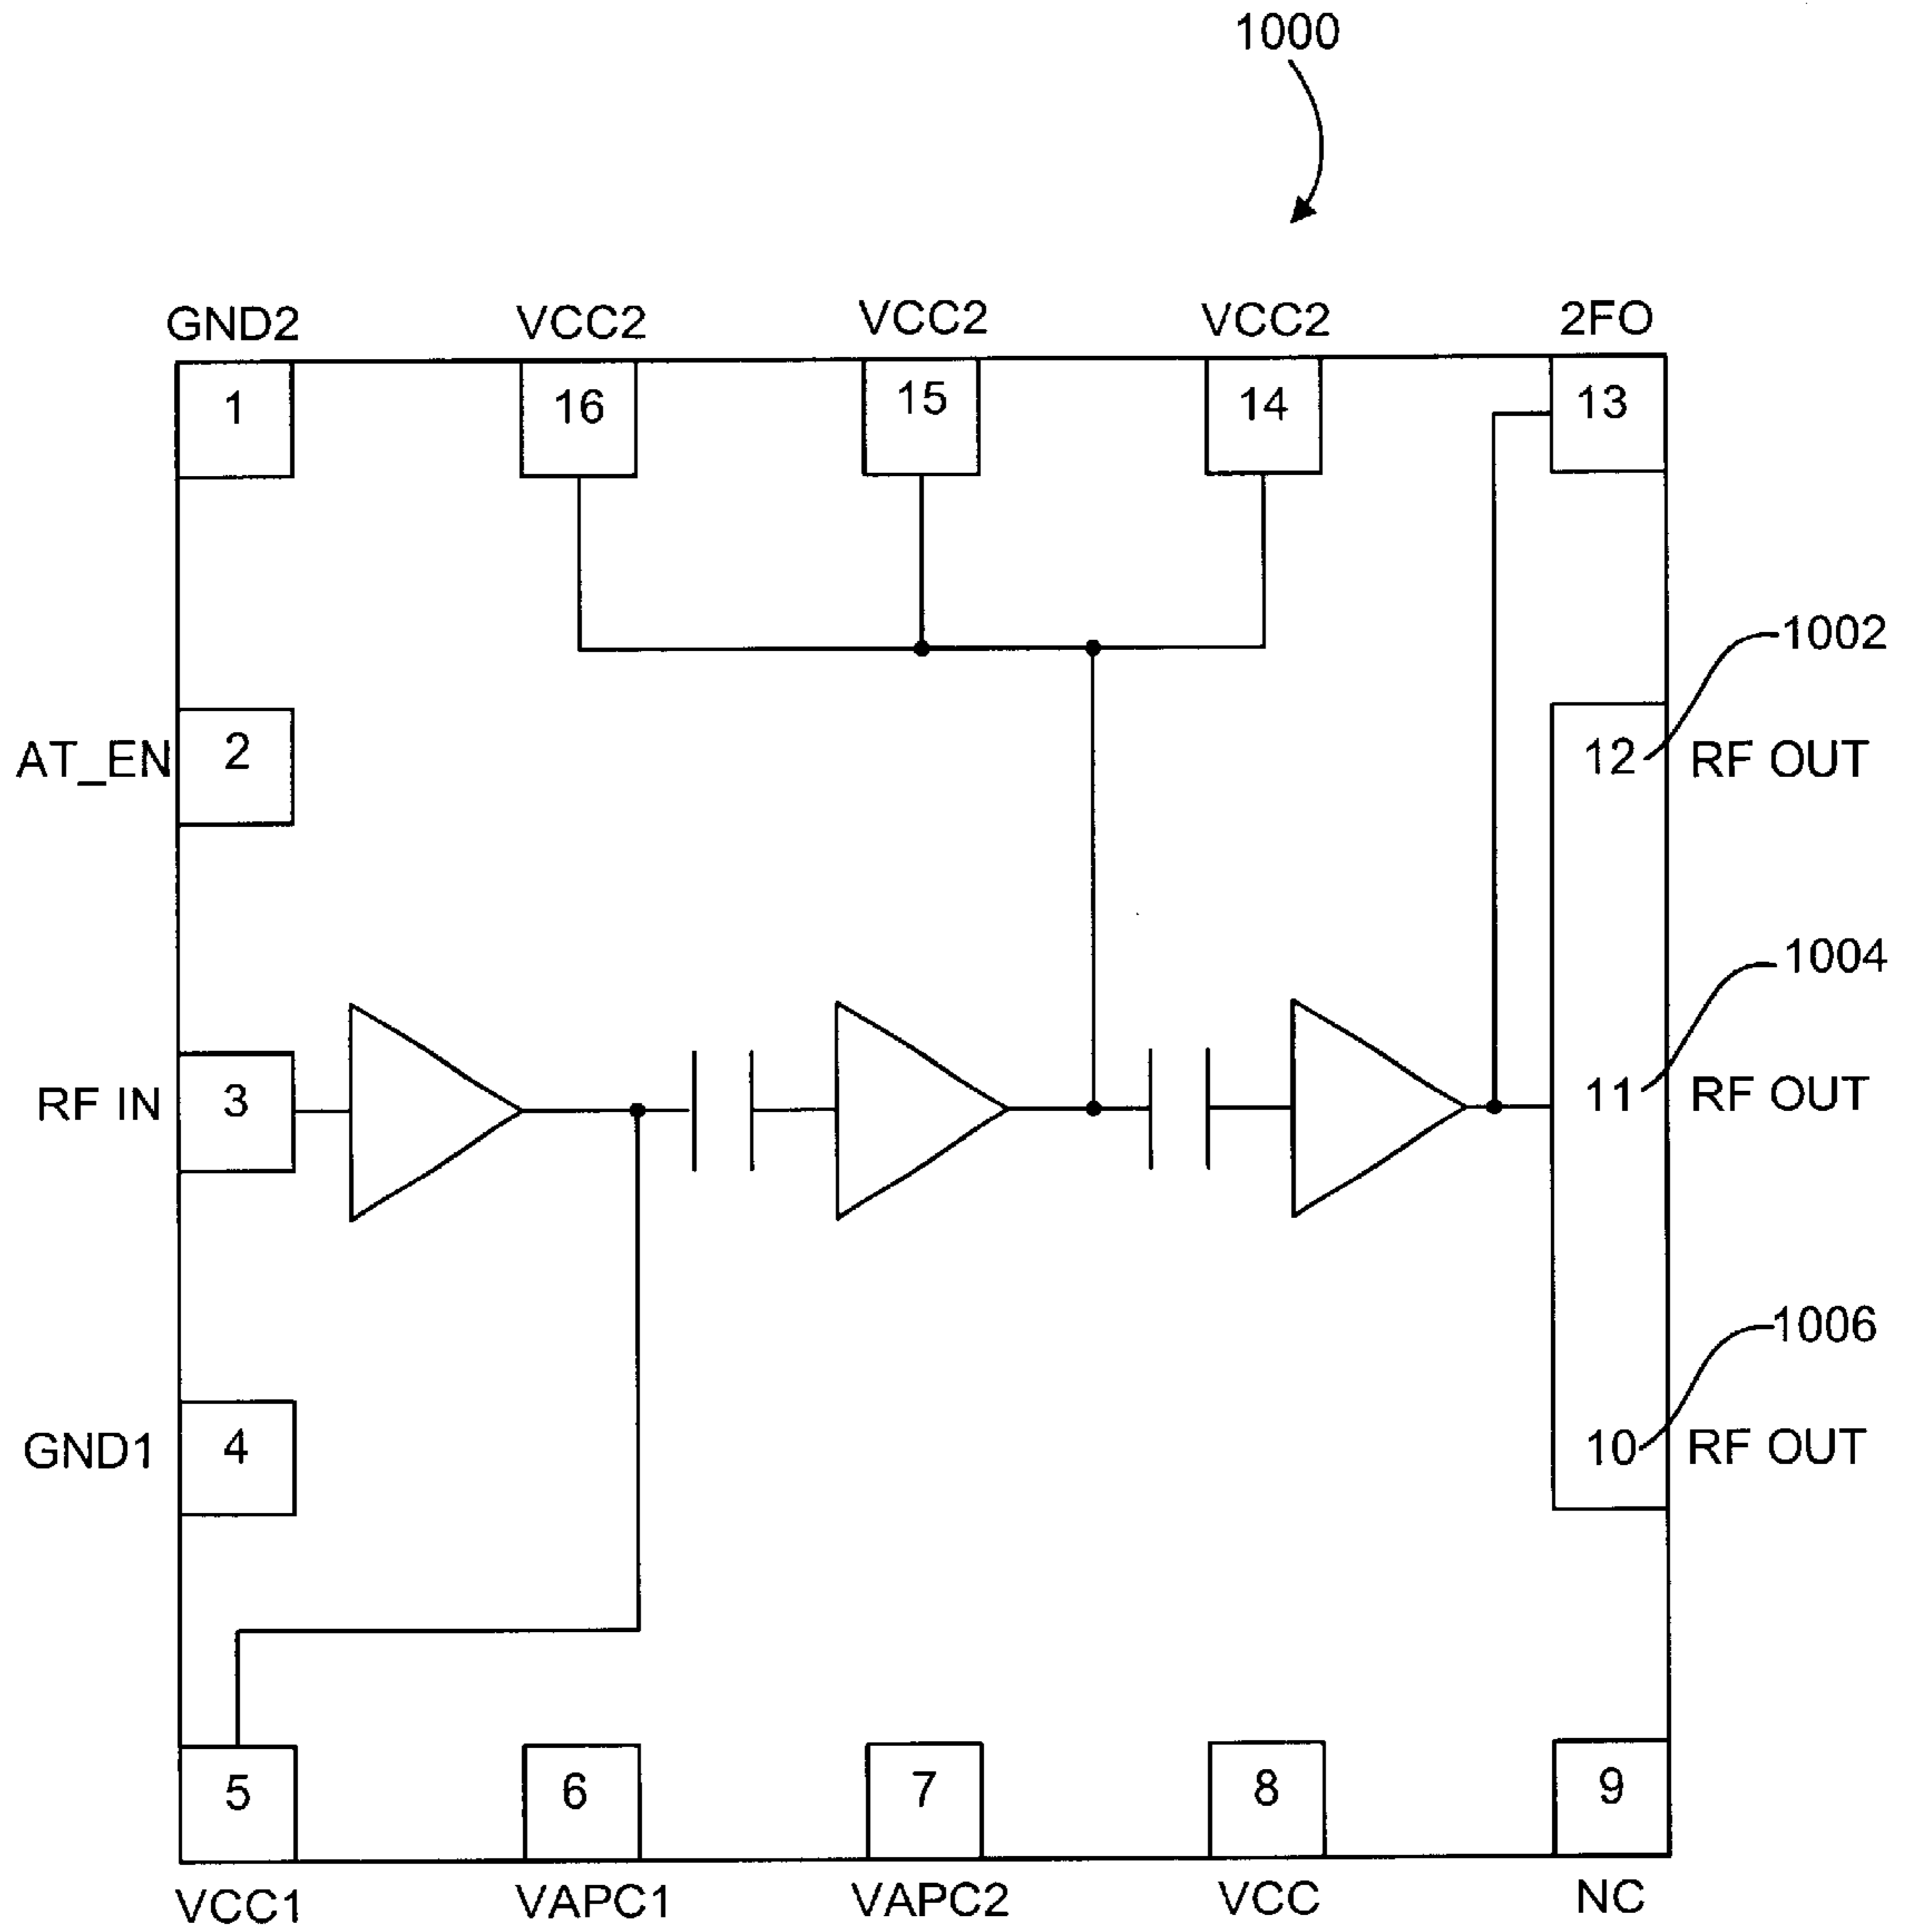 1000
GND2 VCC2 VCC2 VCC2 2FO
1 16 15 14 13
1002
AT_EN 2 12 RF OUT
1004
RF IN 3 11 RF OUT
1006
GND1 4 10 RF OUT
5 6 7 8 9
VCC1 VAPC1 VAPC2 VCC NC